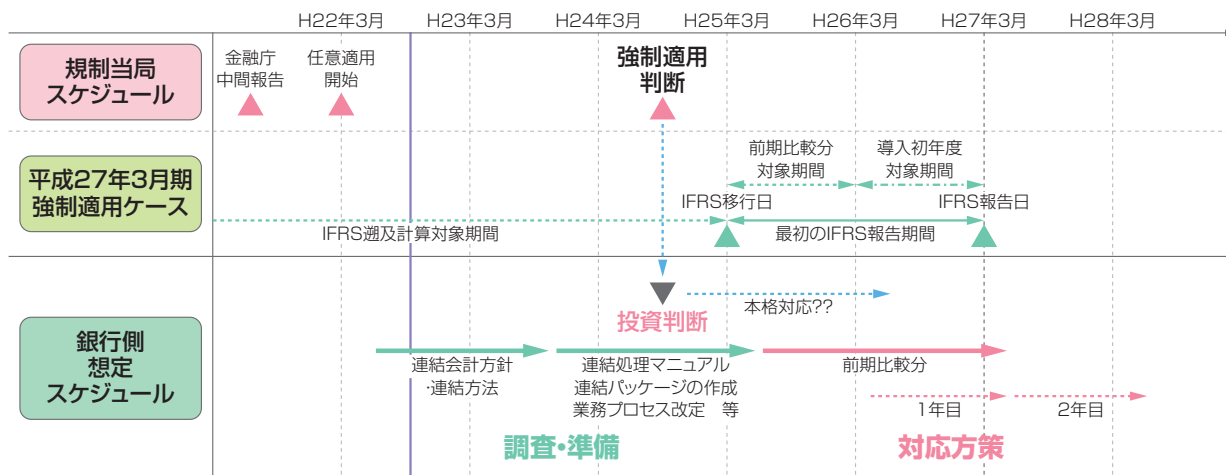 H22年3月 H23年3月 H24年3月 H25年3月 H26年3月 H27年3月 H28年3月
規制当局
スケジュール
金融庁
中間報告
任意適用
開始
強制適用
判断
平成27年3月期
強制適用ケース
前期比較分
対象期間
導入初年度
対象期間
IFRS移行日
IFRS報告日
IFRS遡及計算対象期間
最初のIFRS報告期間
銀行側
想定
スケジュール
投資判断
本格対応??
連結会計方針
・連結方法
連結処理マニュアル
連結パッケージの作成
業務プロセス改定 等
前期比較分
1年目
2年目
調査・準備
対応方策